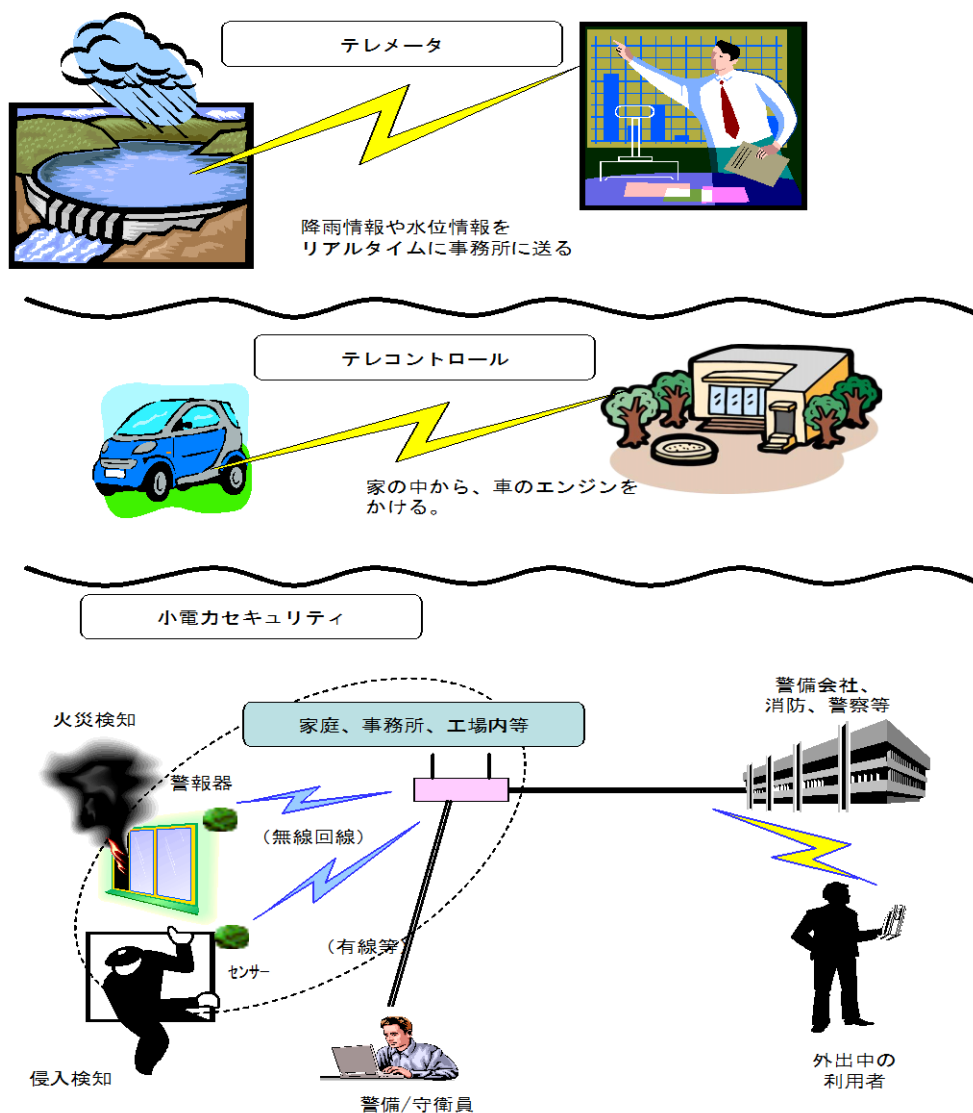 テレメータ
降雨情報や水位情報を
リアルタイムに事務所に送る
テレコントロール
家の中から、車のエンジンを
かける。
小電力セキュリティ
警備会社、
消防、警察等
火災検知
家庭、事務所、工場内等
警報器
（無線回線）
（有線等）
センサー
侵入検知
外出中の
利用者
警備/守衛員